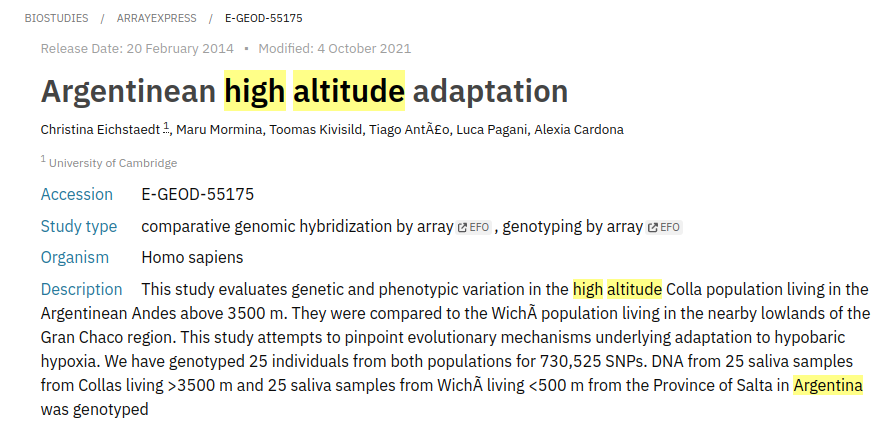 BIOSTUDIES / ARRAYEXPRESS / E-GEOD-55175
Release Date: 20 February 2014 • Modified: 4 October 2021
Argentinean high altitude adaptation
Christina Eichstaedt 1, Maru Mormina, Toomas Kivisild, Tiago AntÃ£o, Luca Pagani, Alexia Cardona
1 University of Cambridge
Accession E-GEOD-55175
Study type comparative genomic hybridization by array EFO , genotyping by array EFO
Organism Homo sapiens
Description This study evaluates genetic and phenotypic variation in the high altitude Colla population living in the
Argentinean Andes above 3500 m. They were compared to the WichÃ population living in the nearby lowlands of the
Gran Chaco region. This study attempts to pinpoint evolutionary mechanisms underlying adaptation to hypobaric
hypoxia. We have genotyped 25 individuals from both populations for 730,525 SNPs. DNA from 25 saliva samples
from Collas living >3500 m and 25 saliva samples from WichÃ living <500 m from the Province of Salta in Argentina
was genotyped